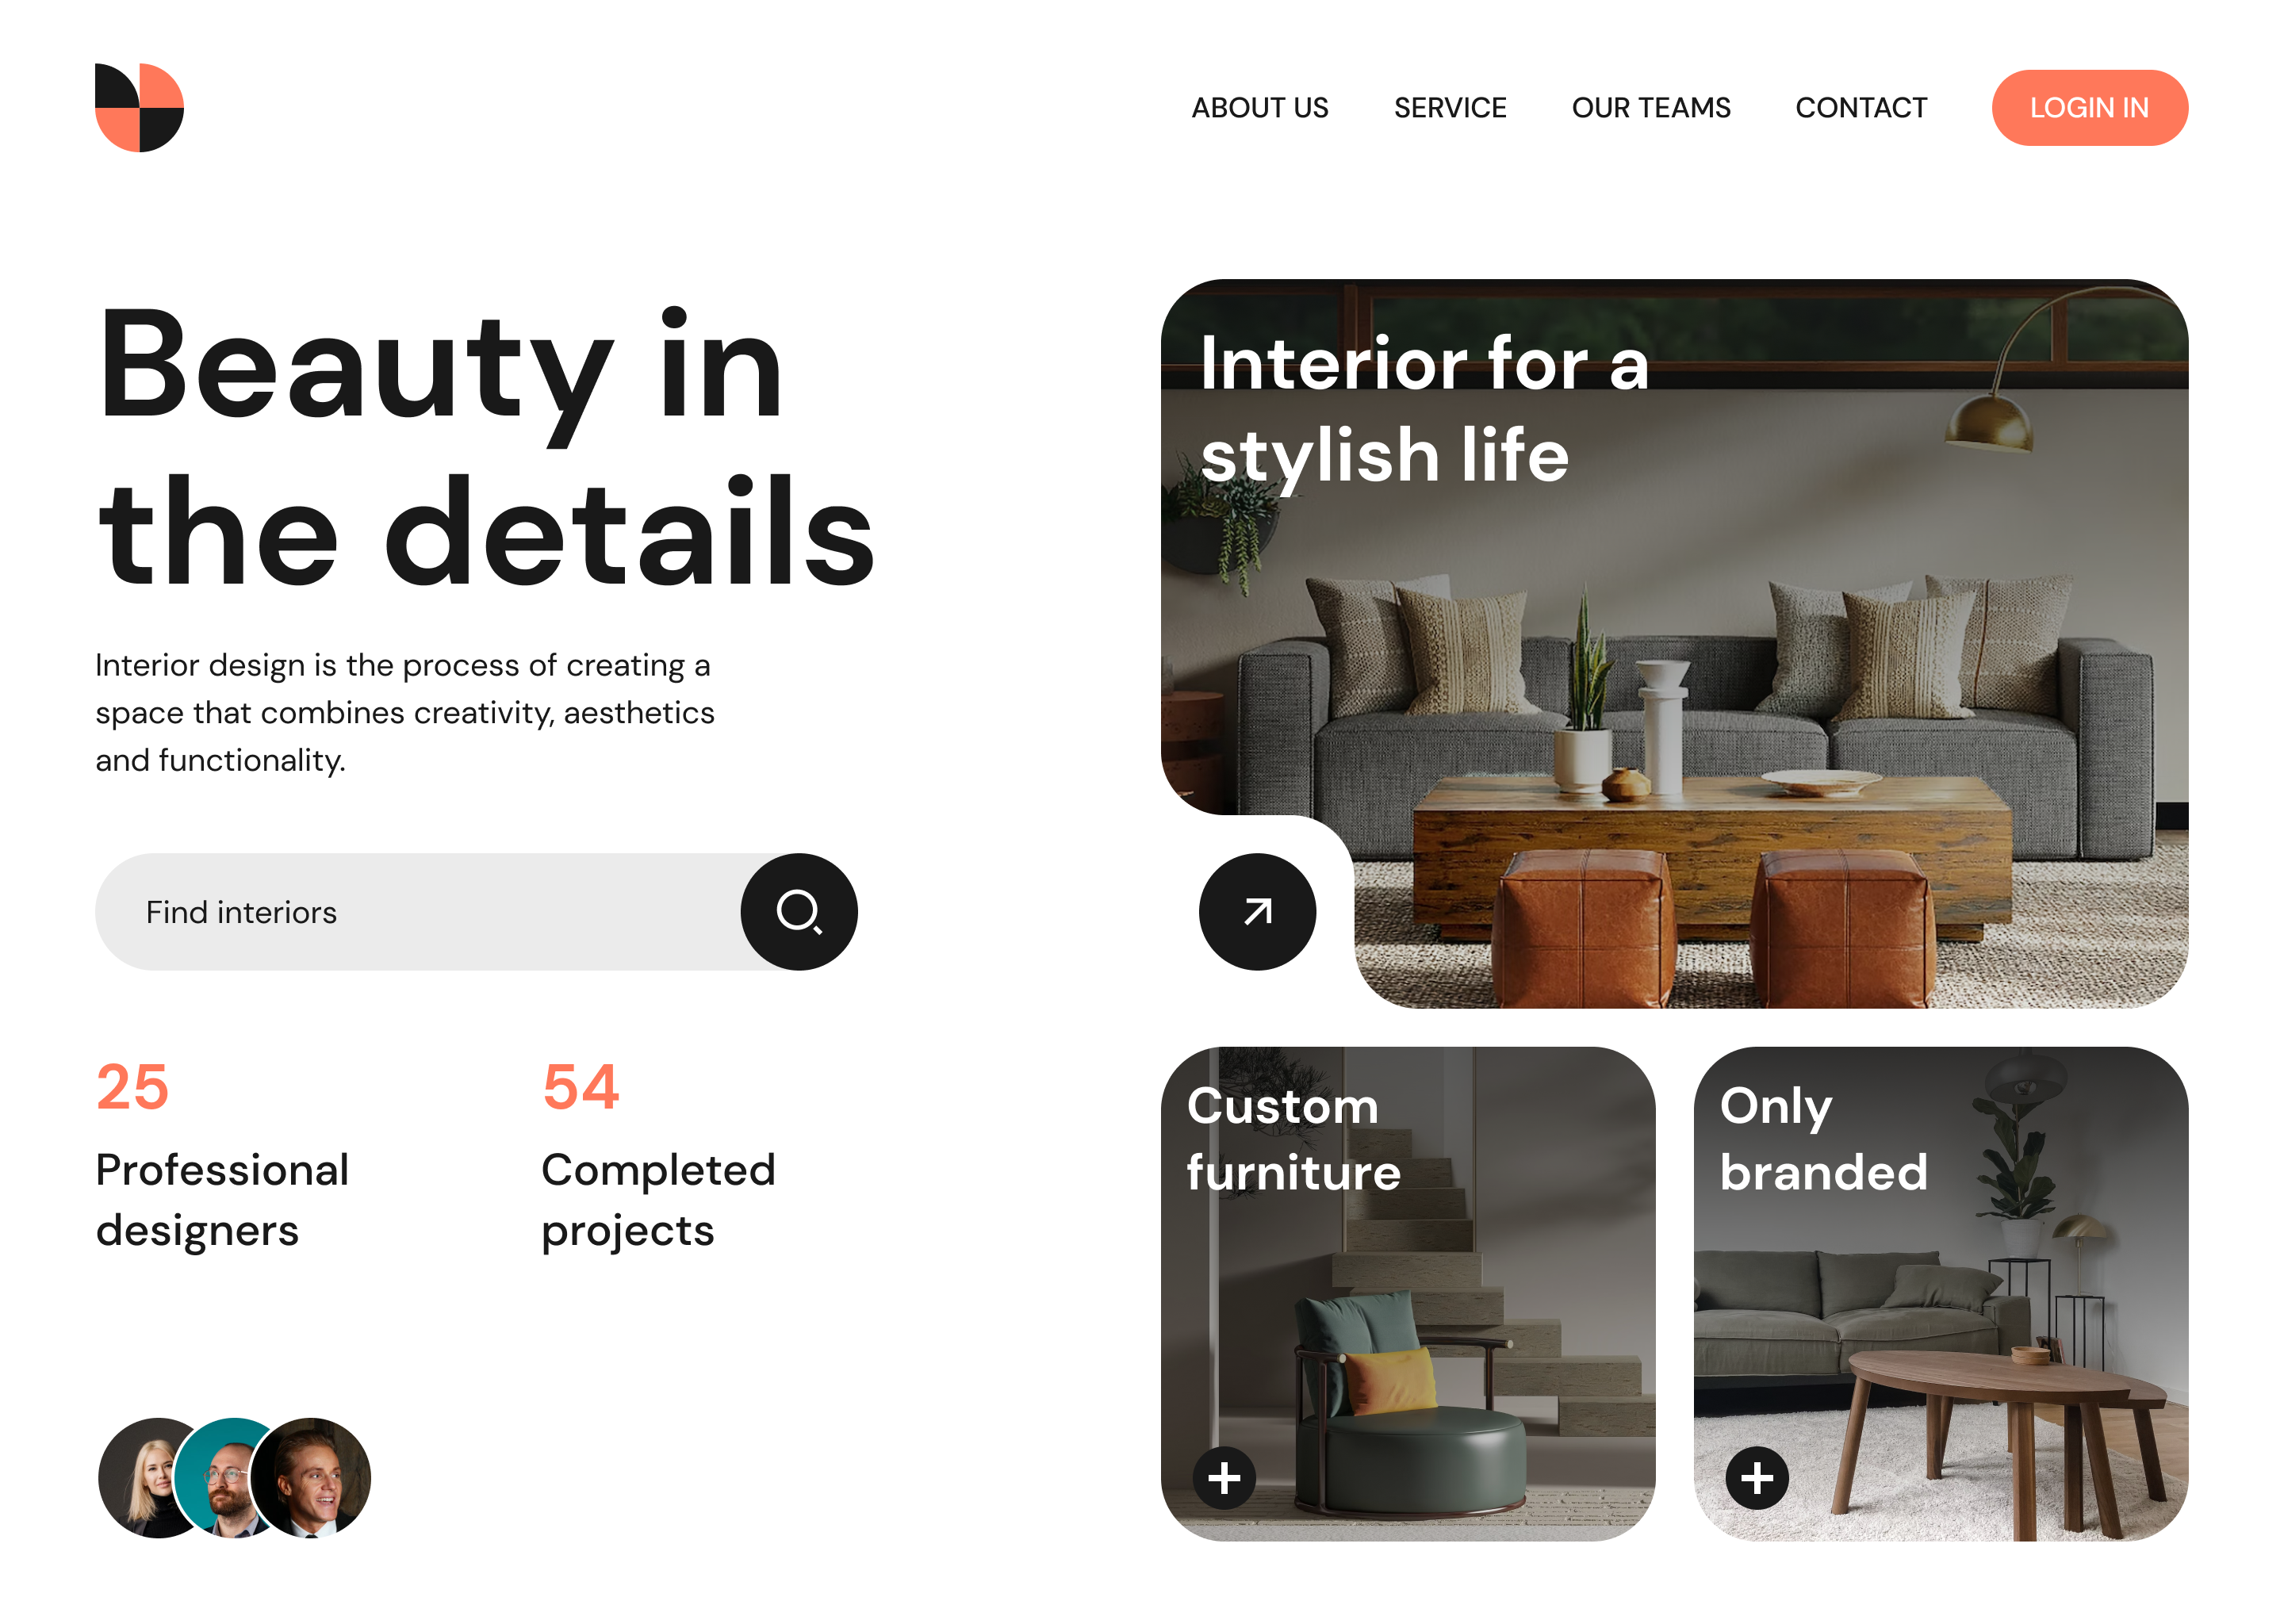 ABOUT US
SERVICE
OUR TEAMS
CONTACT
LOGIN IN
Beauty in
the details
Interior design is the process of creating a
space that combines creativity, aesthetics
and functionality.
Find interiors
25
Professional
designers
54
Completed
projects
Interior for a
stylish life
Custom
furniture
Only
branded